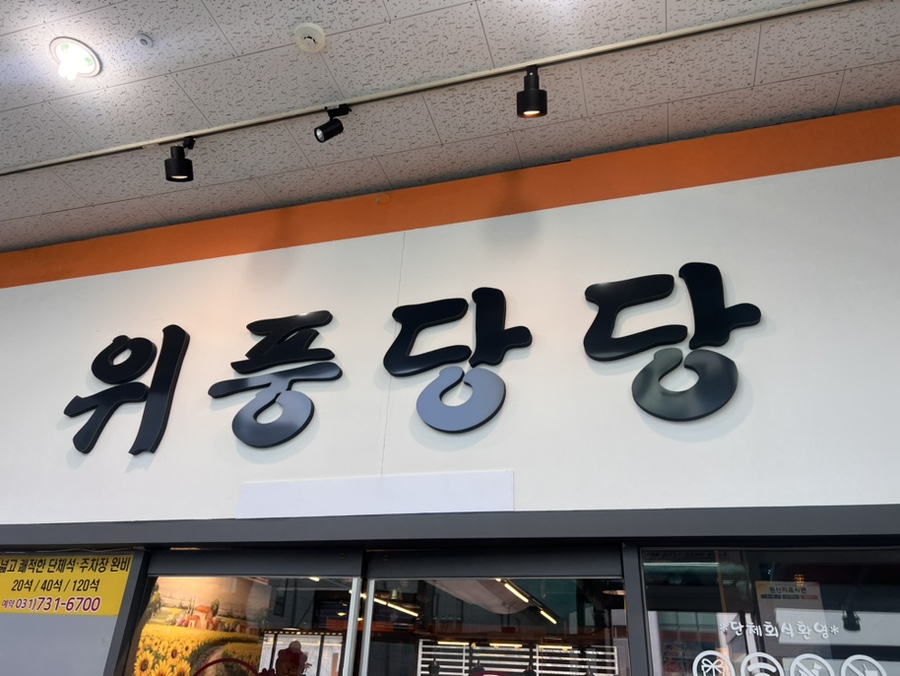 위풍당당
넓고 쾌적한 단체석·주차장 완비
20석 / 40석 / 120석
예약 031)731-6700
*단체회식환영*